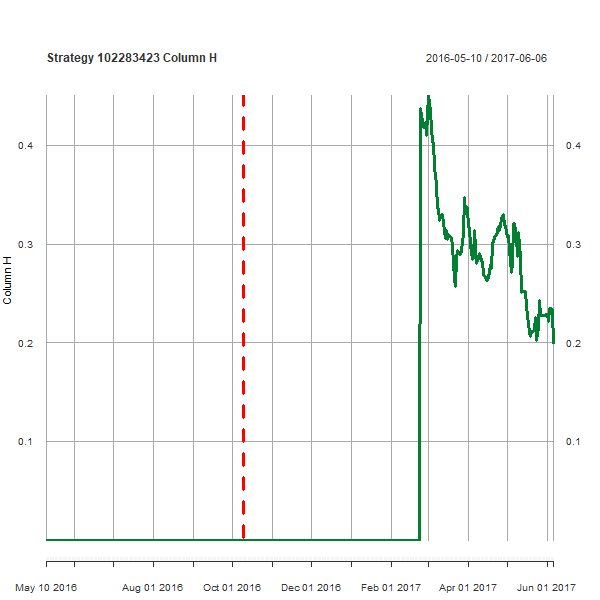 Strategy 102283423 Column H
2016-05-10 / 2017-06-06
0.4
0.4
0.3
0.3
Column H
0.2
0.2
0.1
0.1
May 10 2016
Aug 01 2016
Oct 01 2016
Dec 01 2016
Feb 01 2017
Apr 01 2017
Jun 01 2017